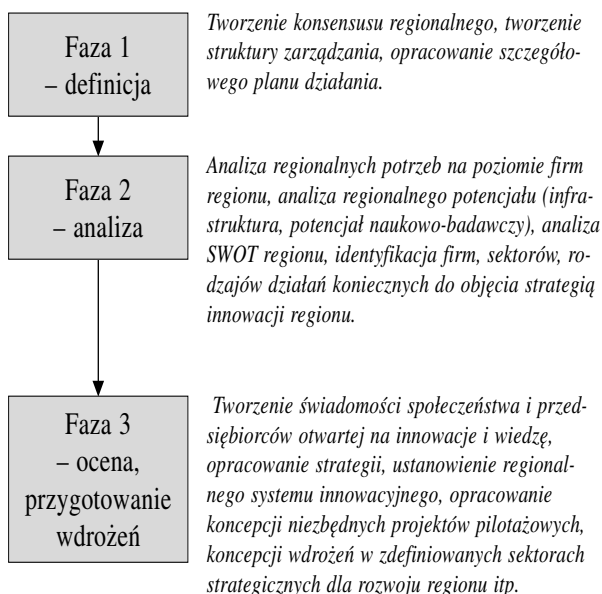 Faza 1
– definicja
Tworzenie konsensusu regionalnego, tworzenie
struktury zarządzania, opracowanie szczegóło-
wego planu działania.
Faza 2
– analiza
Analiza regionalnych potrzeb na poziomie firm
regionu, analiza regionalnego potencjału (infra-
struktura, potencjał naukowo-badawczy), analiza
SWOT regionu, identyfikacja firm, sektorów, ro-
dzajów działań koniecznych do objęcia strategią
innowacji regionu.
Faza 3
– ocena,
przygotowanie
wdrożeń
Tworzenie świadomości społeczeństwa i przed-
siębiorców otwartej na innowacje i wiedzę,
opracowanie strategii, ustanowienie regional-
nego systemu innowacyjnego, opracowanie
koncepcji niezbędnych projektów pilotażowych,
koncepcji wdrożeń w zdefiniowanych sektorach
strategicznych dla rozwoju regionu itp.